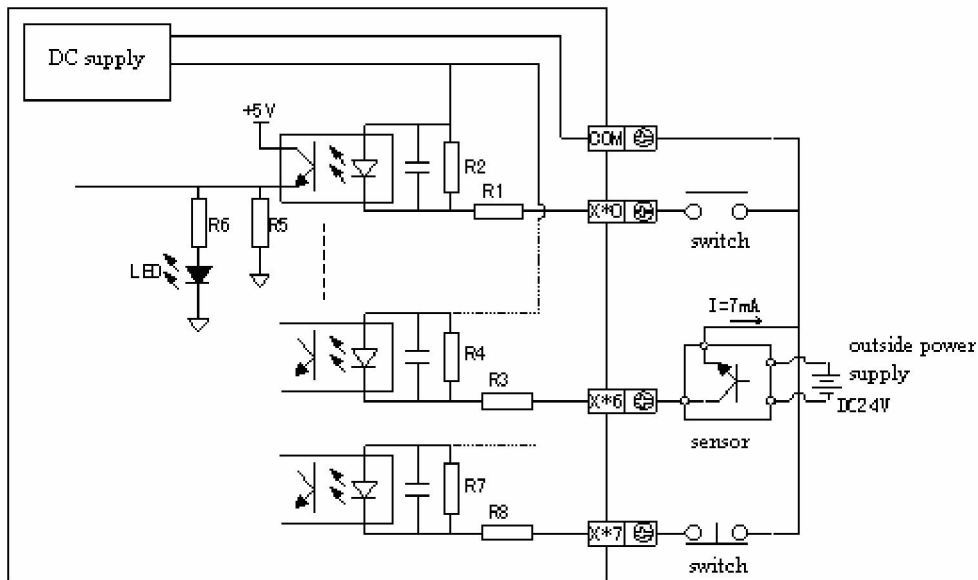 DC supply
+5V
COM
R2
R1
X*0
R6
R5
switch
LED
I=7mA
R4
outside power
supply
R3
X*6
DC24V
sensor
R7
R8
X*7
switch